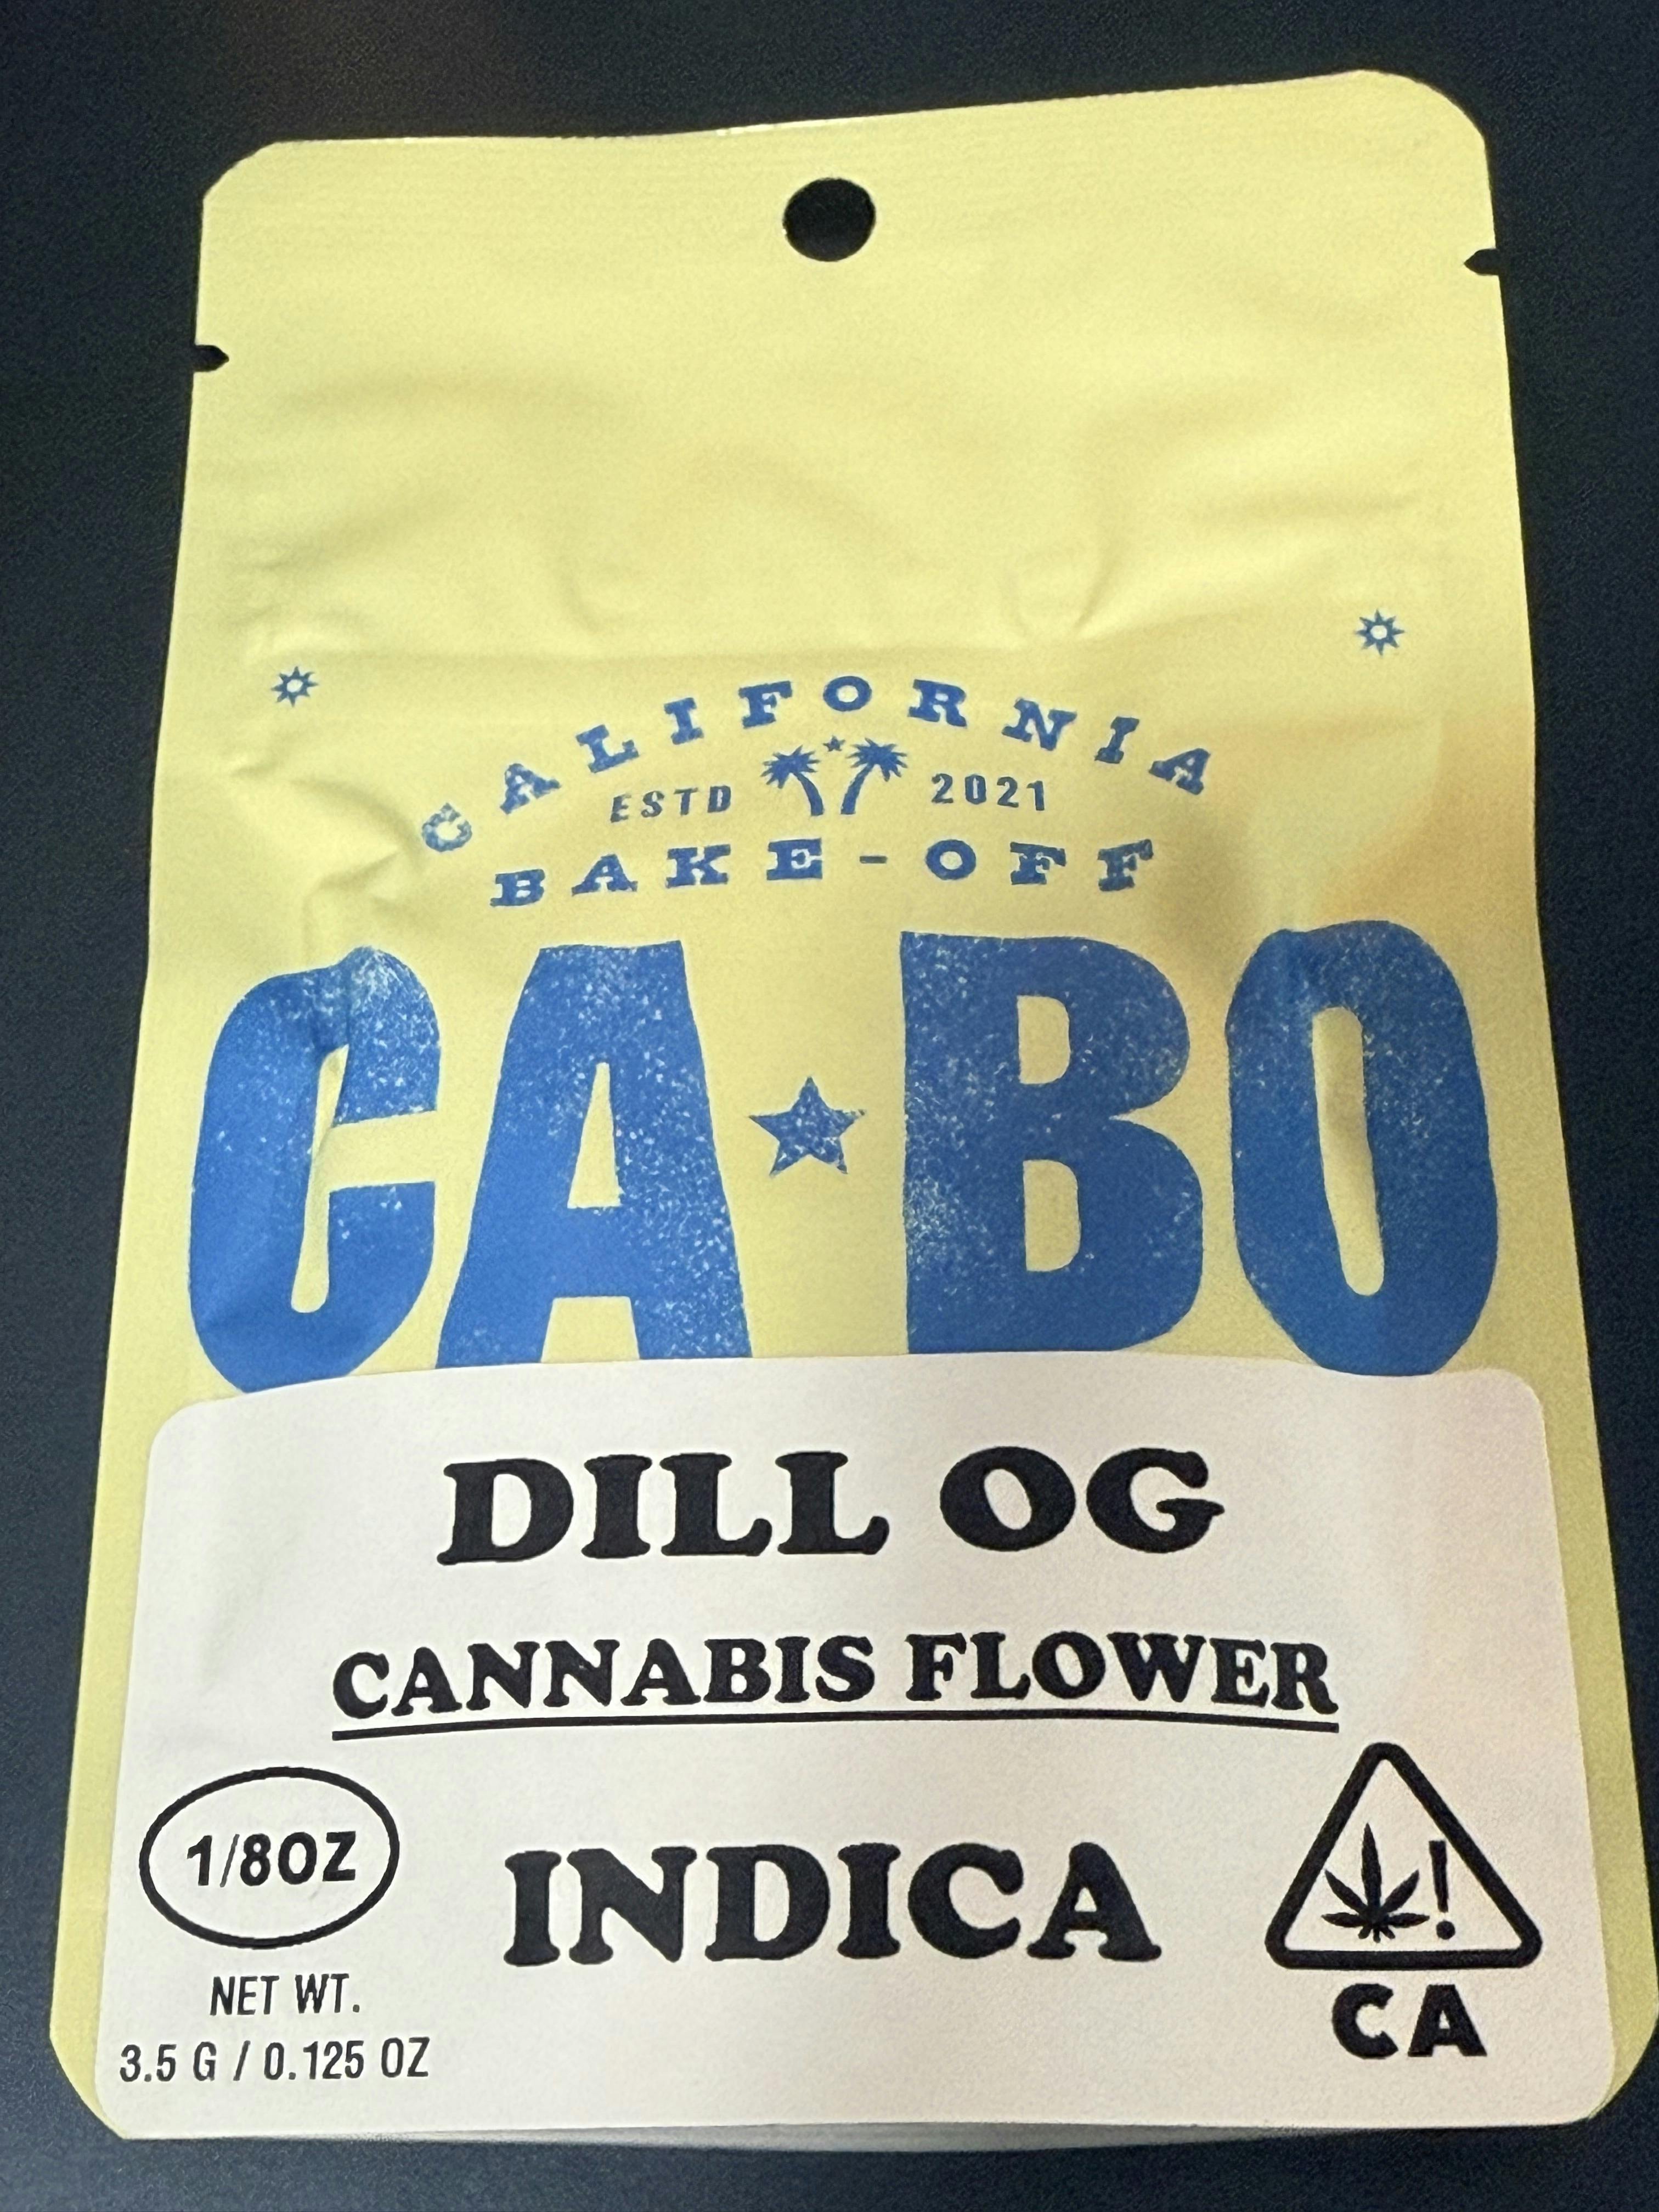 CALIFORNIA
ESTD 2021
BAKE-OFF
CA★BO
DILL OG
CANNABIS FLOWER
1/8OZ
INDICA
!
NET WT.
3.5 G / 0.125 OZ
CA